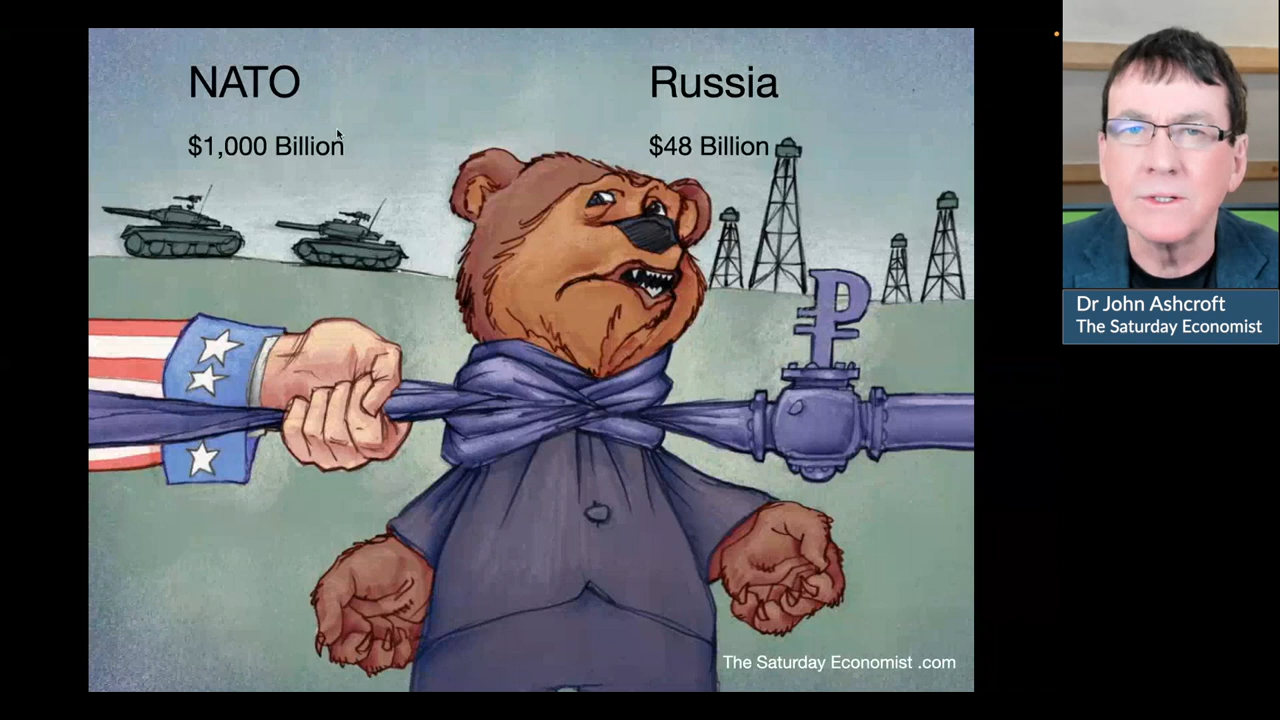 NATO
$1,000 Billion
Russia
$48 Billion
The Saturday Economist .com
Dr John Ashcroft
The Saturday Economist